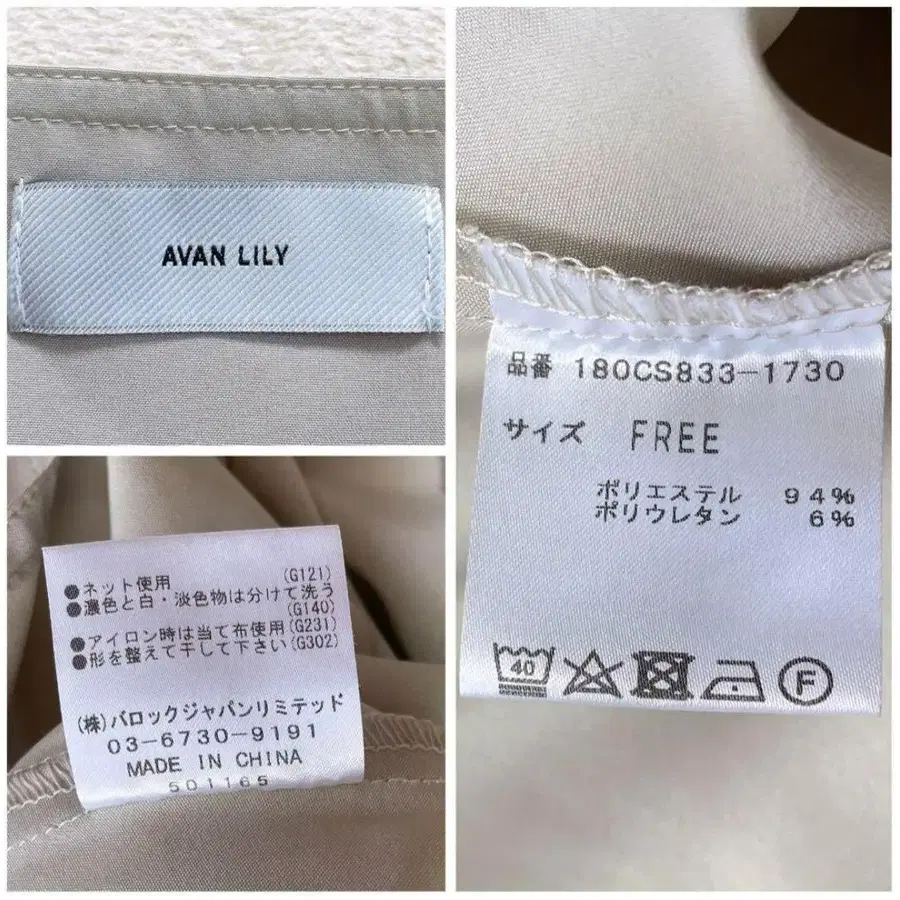 AVAN LILY
品番 180CS833-1730
サイズ FREE
ポリエステル 94%
ポリウレタン 6%
40
F
●ネット使用 (G121)
●濃色と白・淡色物は分けて洗う
(G140)
●アイロン時は当て布使用(G231)
●形を整えて干して下さい(G302)
(株)バロックジャパンリミテッド
03-6730-9191
MADE IN CHINA
501165